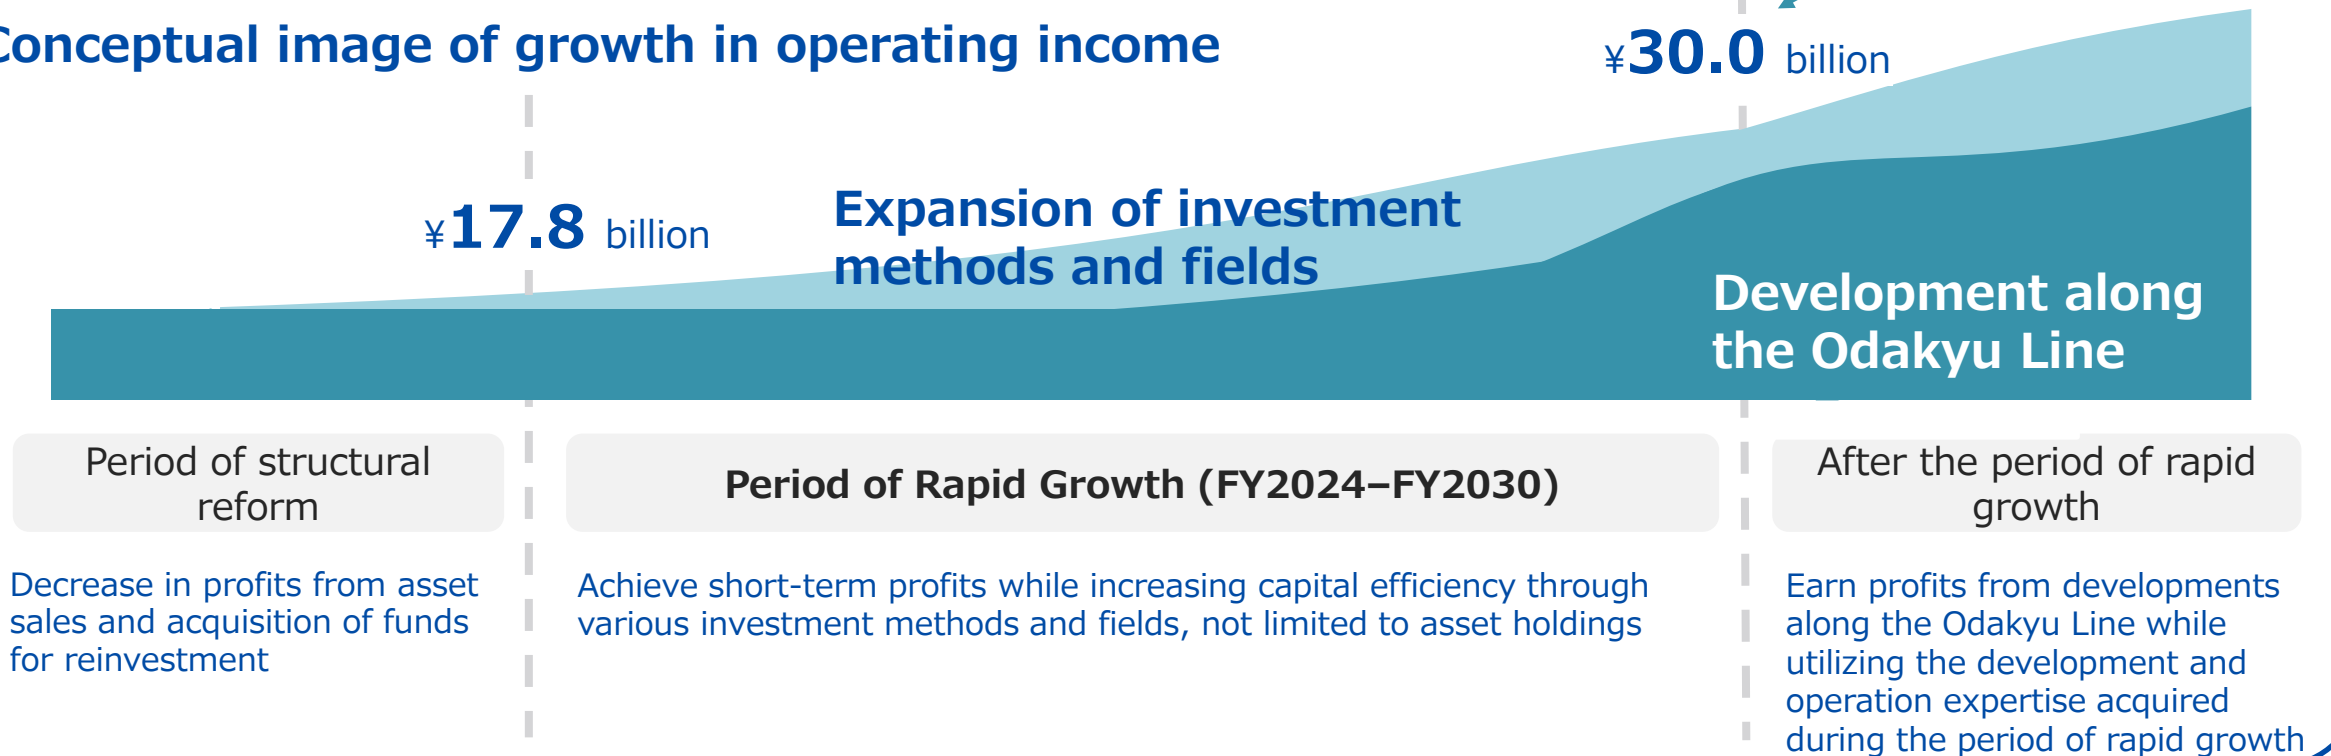 Conceptual image of growth in operating income
¥30.0 billion
¥17.8 billion
Expansion of investment
methods and fields
Development along
the Odakyu Line
Period of structural
reform
Period of Rapid Growth (FY2024–FY2030)
After the period of rapid
growth
Decrease in profits from asset
sales and acquisition of funds
for reinvestment
Achieve short-term profits while increasing capital efficiency through
various investment methods and fields, not limited to asset holdings
Earn profits from developments
along the Odakyu Line while
utilizing the development and
operation expertise acquired
during the period of rapid growth